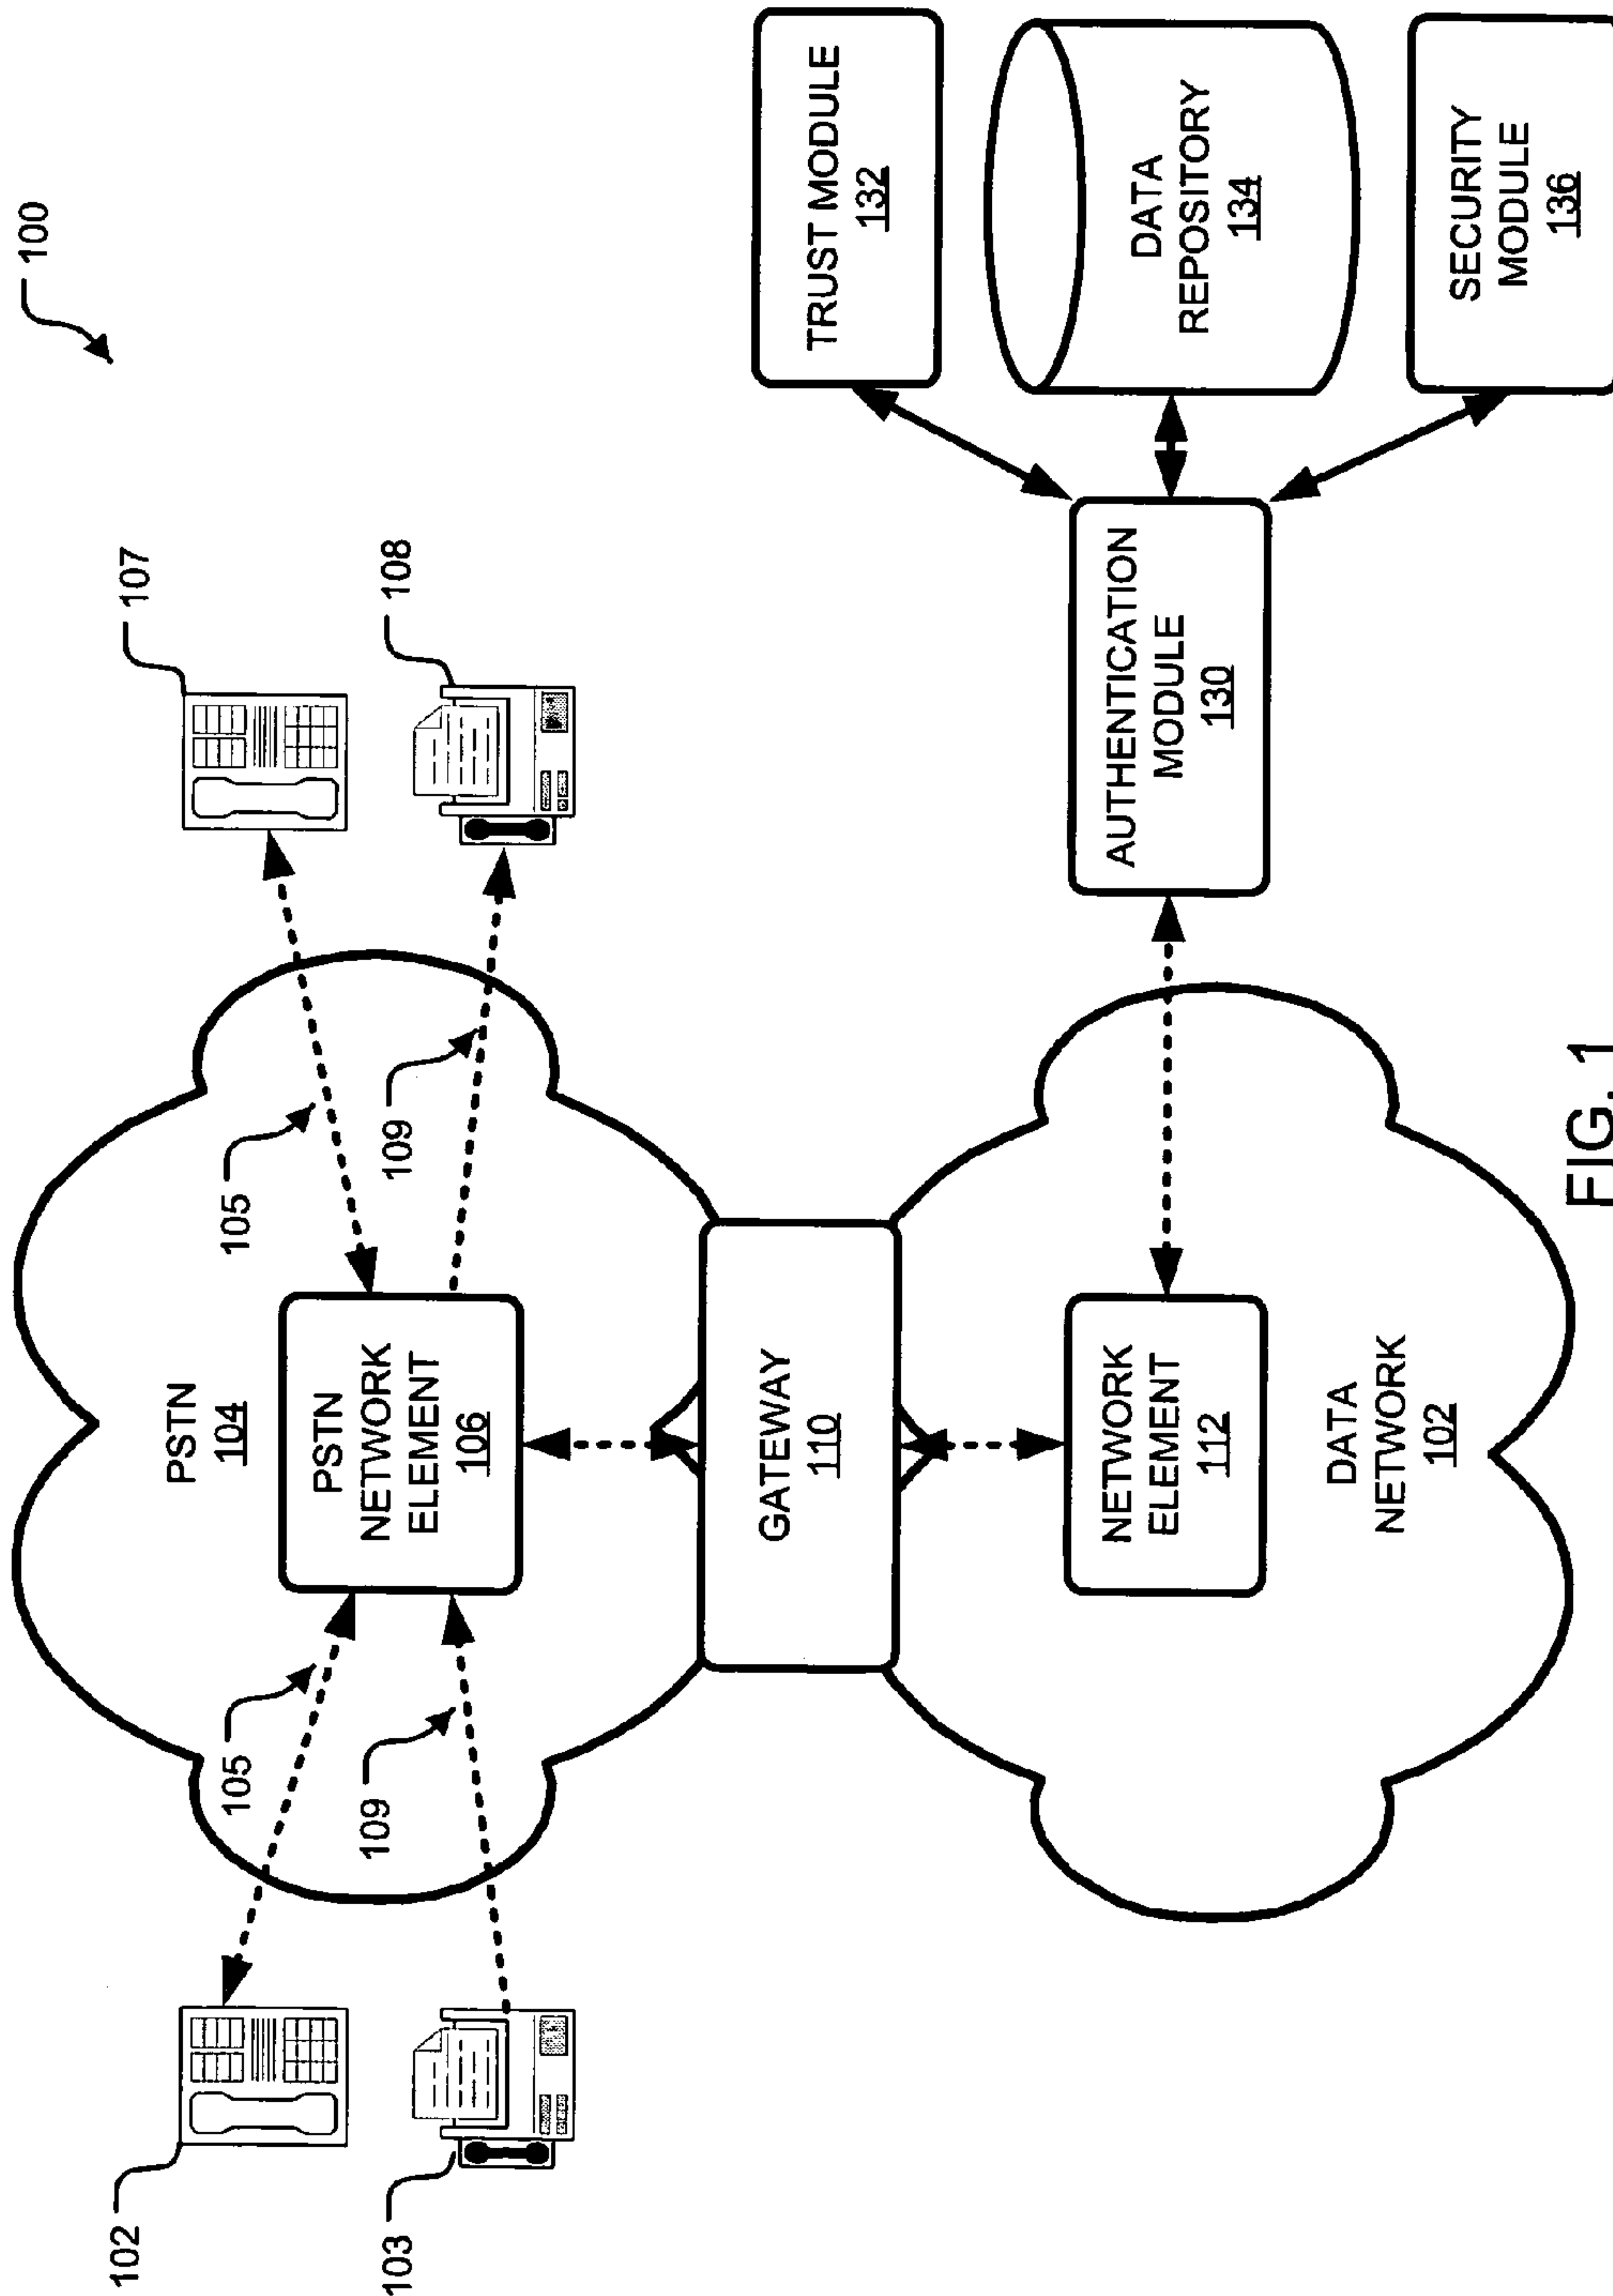 100
102
103
105
109
PSTN
104
PSTN
NETWORK
ELEMENT
106
105
109
107
108
GATEWAY
110
NETWORK
ELEMENT
112
DATA
NETWORK
102
AUTHENTICATION
MODULE
130
TRUST MODULE
132
DATA
REPOSITORY
134
SECURITY
MODULE
136
FIG. 1